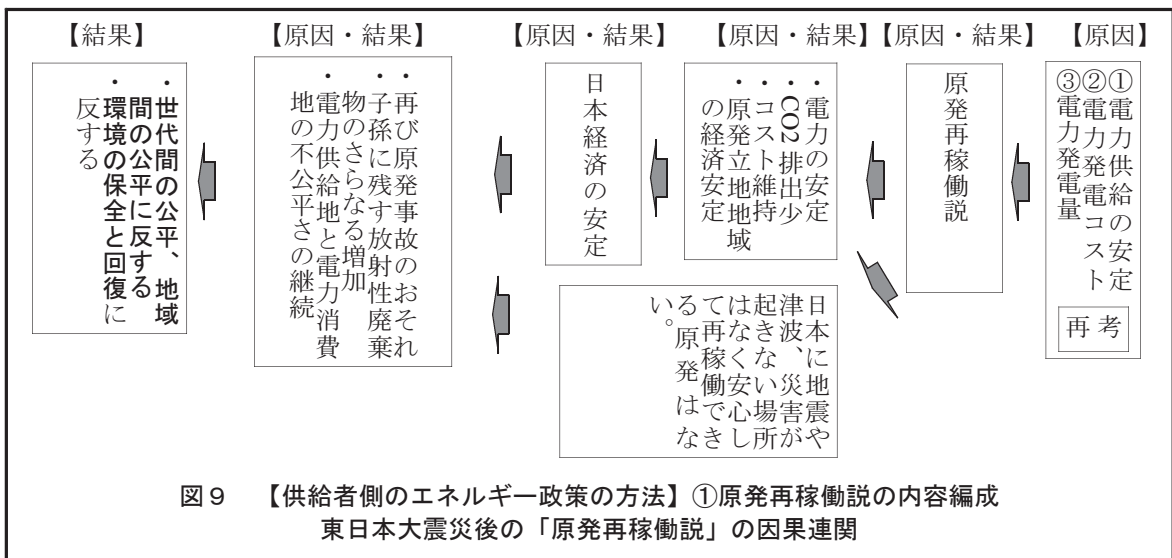 【原因】
①電力供給の安定
②電力発電コスト
③電力発電量
再考
【原因・結果】
原発再稼働説
【原因・結果】
・電力の安定
・CO2排出少
・コスト維持
・原発立地地域
の経済安定
日本に地震や
津波、災害が
起きない場所
はなく安心し
て再稼働でき
る原発はな
い。
【原因・結果】
日本経済の安定
【原因・結果】
・再び原発事故のおそれ
・子孫に残す放射性廃棄
物のさらなる増加
・電力供給地と電力消費
地の不公平さの継続
【結果】
・世代間の公平、地域
間の公平に反する
・環境の保全と回復に
反する
図9 【供給者側のエネルギー政策の方法】①原発再稼働説の内容編成
東日本大震災後の「原発再稼働説」の因果連関